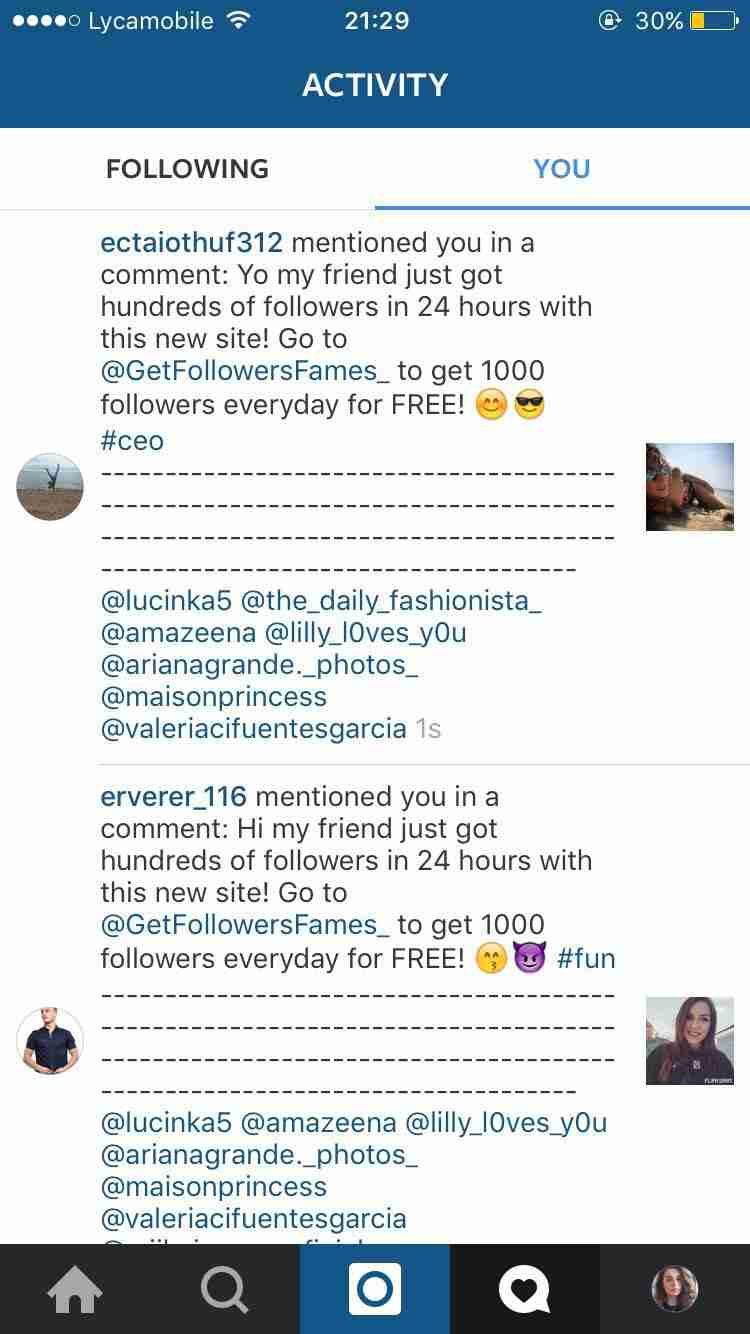 Lycamobile 21:29 30%
ACTIVITY
FOLLOWING YOU
ectaiothuf312 mentioned you in a
comment: Yo my friend just got
hundreds of followers in 24 hours with
this new site! Go to
@GetFollowersFames_ to get 1000
followers everyday for FREE! 😊😎
#ceo
---------------------------------------
---------------------------------------
---------------------------------------
------------------------------------
@lucinka5 @the_daily_fashionista_
@amazeena @lilly_l0ves_y0u
@arianagrande._photos_
@maisonprincess
@valeriacifuentesgarcia 1s
erverer_116 mentioned you in a
comment: Hi my friend just got
hundreds of followers in 24 hours with
this new site! Go to
@GetFollowersFames_ to get 1000
followers everyday for FREE! 😙😈 #fun
---------------------------------------
---------------------------------------
---------------------------------------
------------------------------------
@lucinka5 @amazeena @lilly_l0ves_y0u
@arianagrande._photos_
@maisonprincess
@valeriacifuentesgarcia